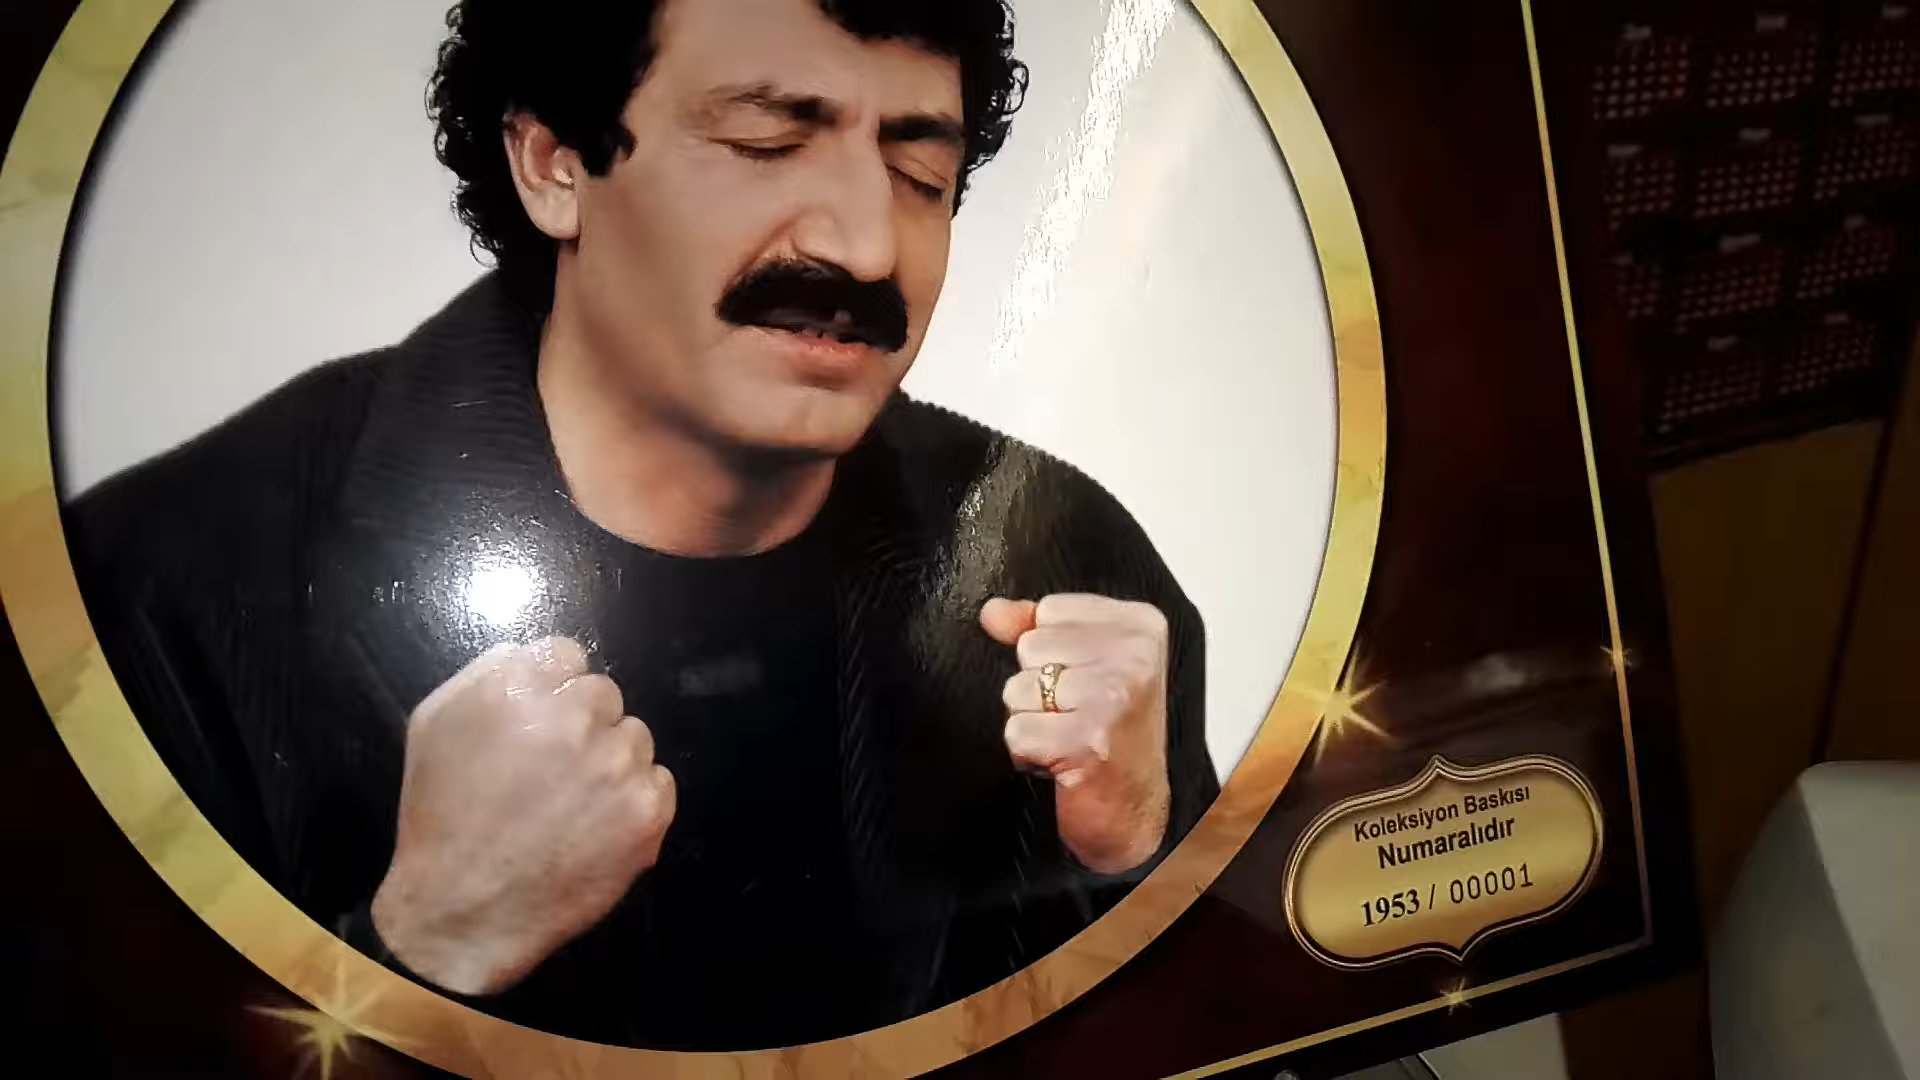 Koleksiyon Baskısı
Numaralıdır
1953 / 00001